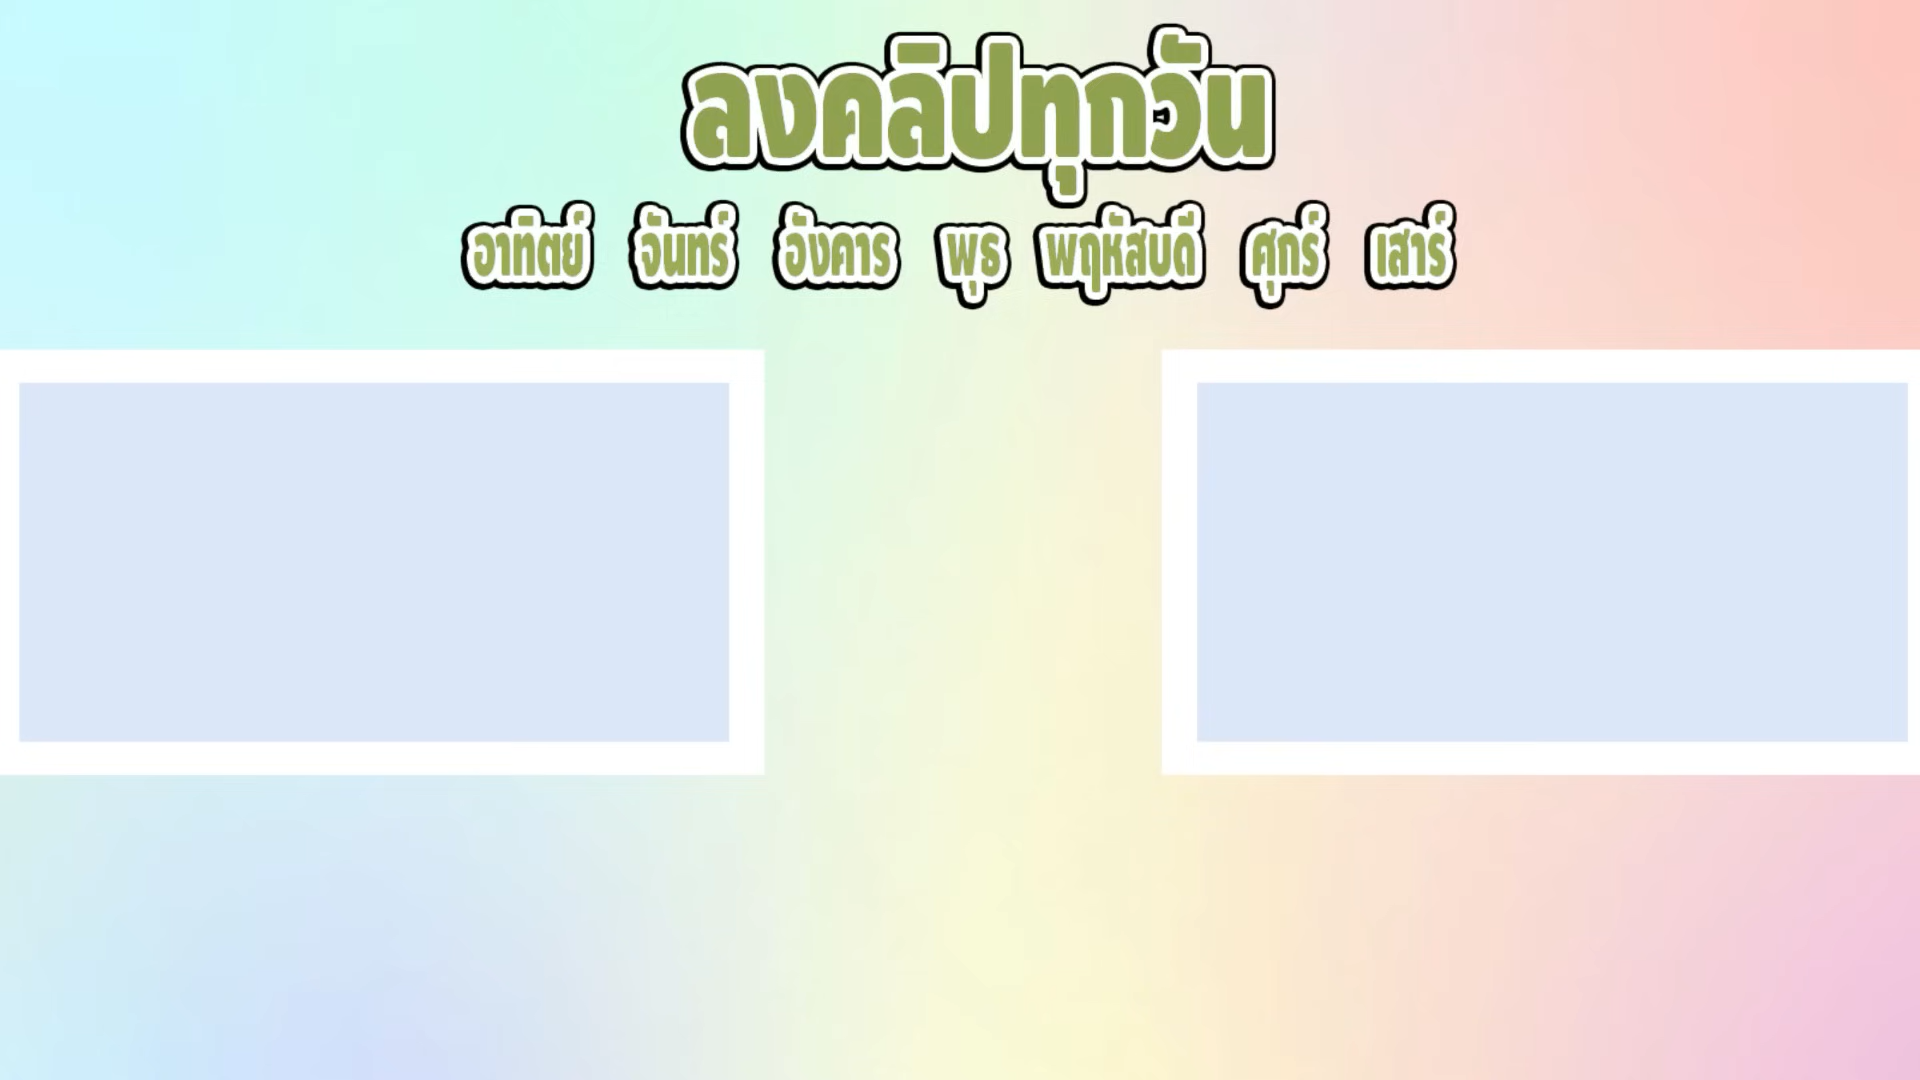 ลงคลิปทุกวัน
อาทิตย์ จันทร์ อังคาร พุธ พฤหัสบดี ศุกร์ เสาร์